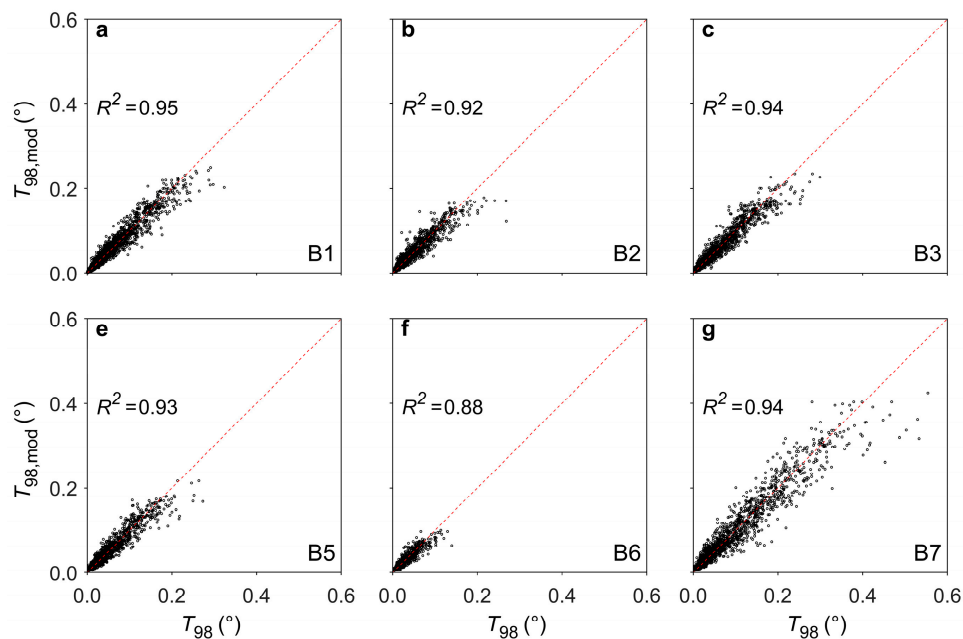 a
b
c
0.6
0.4
0.2
0.0
T98,mod (°)
R2=0.95
R2=0.92
R2=0.94
B1
B2
B3
e
f
g
0.6
0.4
0.2
0.0
T98,mod (°)
R2=0.93
R2=0.88
R2=0.94
B5
B6
B7
0.0 0.2 0.4 0.6
0.0 0.2 0.4 0.6
0.0 0.2 0.4 0.6
T98 (°)
T98 (°)
T98 (°)